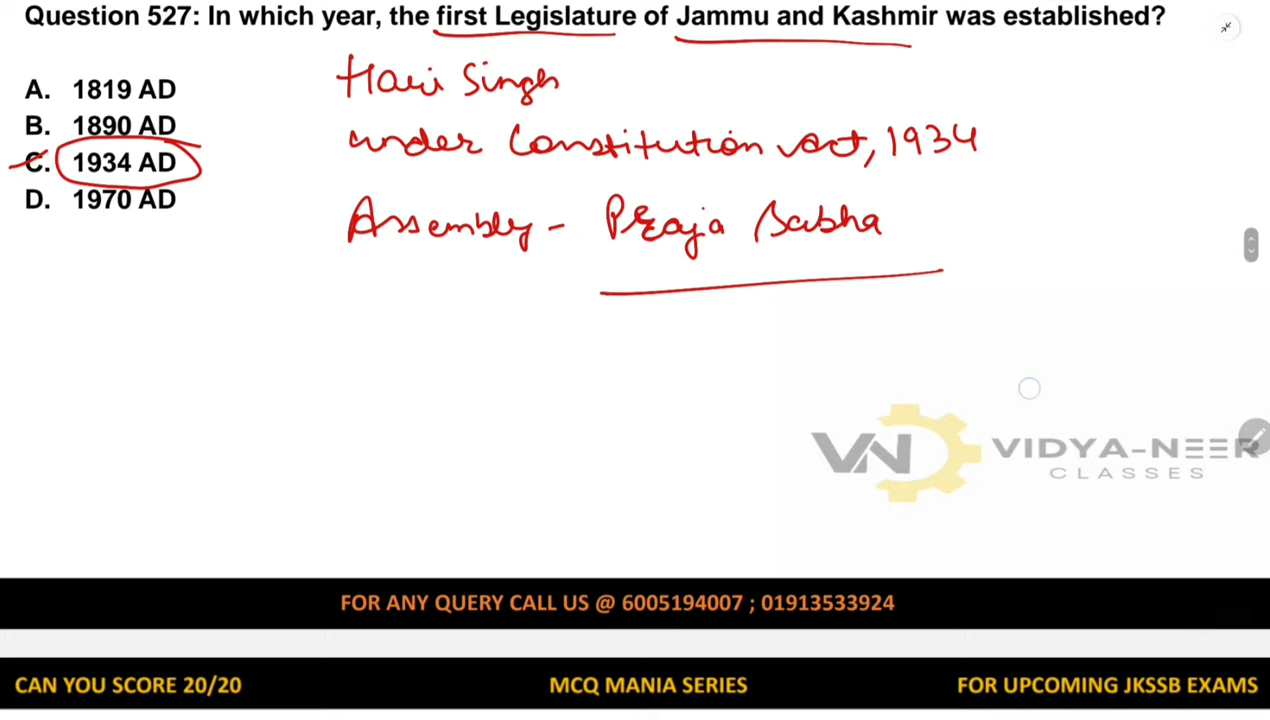 Question 527: In which year, the first Legislature of Jammu and Kashmir was established?
A. 1819 AD
B. 1890 AD
C. 1934 AD
D. 1970 AD
Hari Singh
under Constitution act, 1934
Assembly - Praja Sabha
VN
VIDYA-NEER
CLASSES
FOR ANY QUERY CALL US @ 6005194007 ; 01913533924
CAN YOU SCORE 20/20
MCQ MANIA SERIES
FOR UPCOMING JKSSB EXAMS